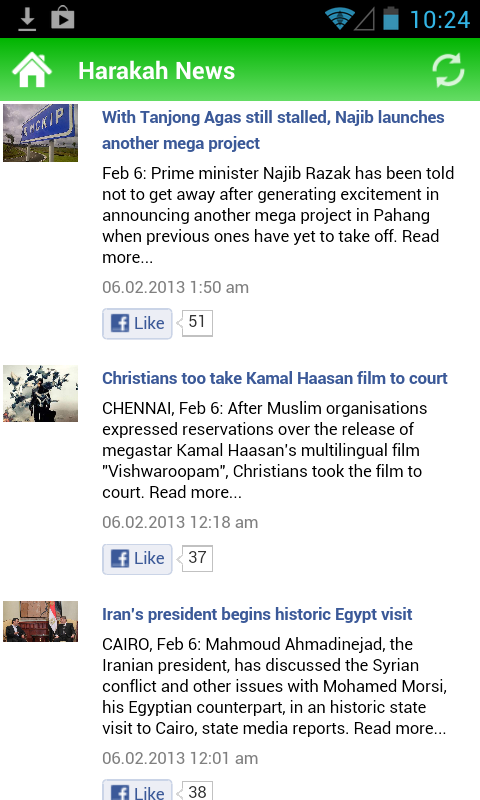 10:24
Harakah News
With Tanjong Agas still stalled, Najib launches
another mega project
Feb 6: Prime minister Najib Razak has been told
not to get away after generating excitement in
announcing another mega project in Pahang
when previous ones have yet to take off. Read
more...
06.02.2013 1:50 am
Like 51
Christians too take Kamal Haasan film to court
CHENNAI, Feb 6: After Muslim organisations
expressed reservations over the release of
megastar Kamal Haasan's multilingual film
"Vishwaroopam", Christians took the film to
court. Read more...
06.02.2013 12:18 am
Like 37
Iran's president begins historic Egypt visit
CAIRO, Feb 6: Mahmoud Ahmadinejad, the
Iranian president, has discussed the Syrian
conflict and other issues with Mohamed Morsi,
his Egyptian counterpart, in an historic state
visit to Cairo, state media reports. Read more...
06.02.2013 12:01 am
Like 38